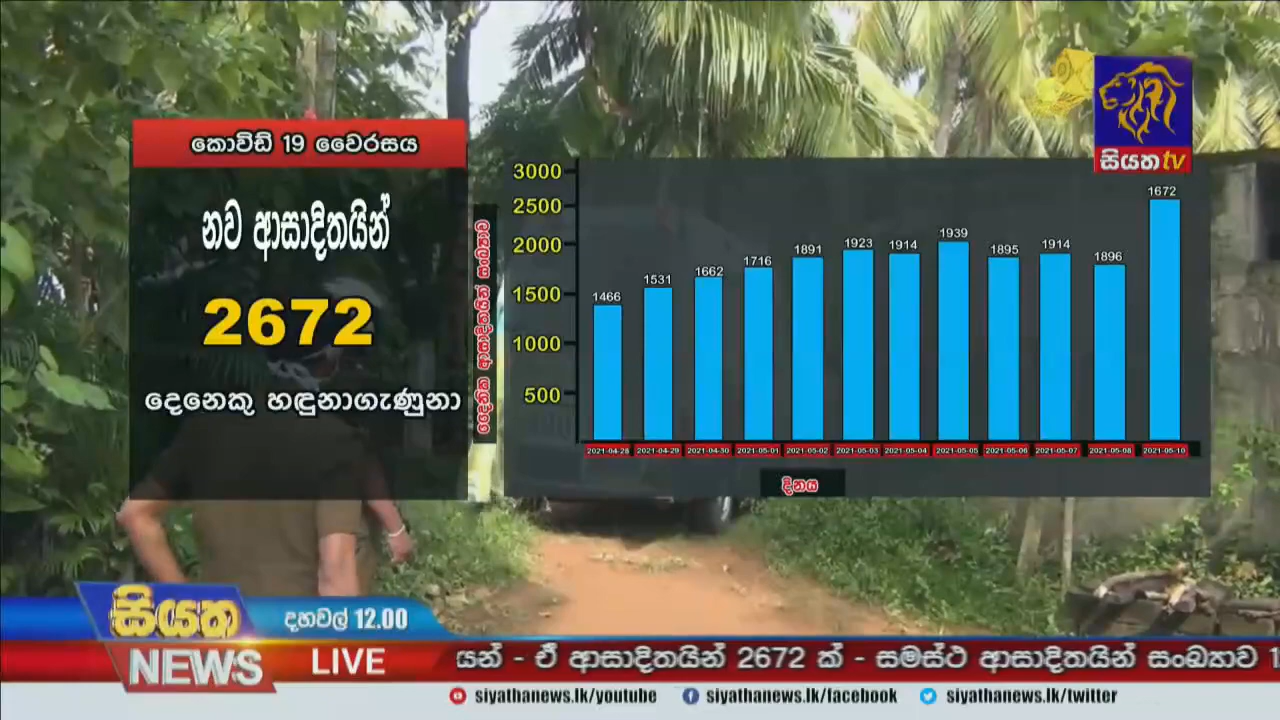 සියත tv
කොවිඩ් 19 වෛරසය
නව ආසාදිතයින්
2672
දෙනෙකු හඳුනාගැණුනා
දෛනික ආසාදිතයින් සංඛ්‍යාව
3000
2500
2000
1500
1000
500
1466 1531 1662 1716 1891 1923 1914 1939 1895 1914 1896 1672
2021-04-28 2021-04-29 2021-04-30 2021-05-01 2021-05-02 2021-05-03 2021-05-04 2021-05-05 2021-05-06 2021-05-07 2021-05-08 2021-05-10
දිනය
සියත දහවල් 12.00
NEWS LIVE
යන් - ඒ ආසාදිතයින් 2672 ක් - සමස්ථ ආසාදිතයින් සංඛ්‍යාව 1
siyathanews.lk/youtube siyathanews.lk/facebook siyathanews.lk/twitter